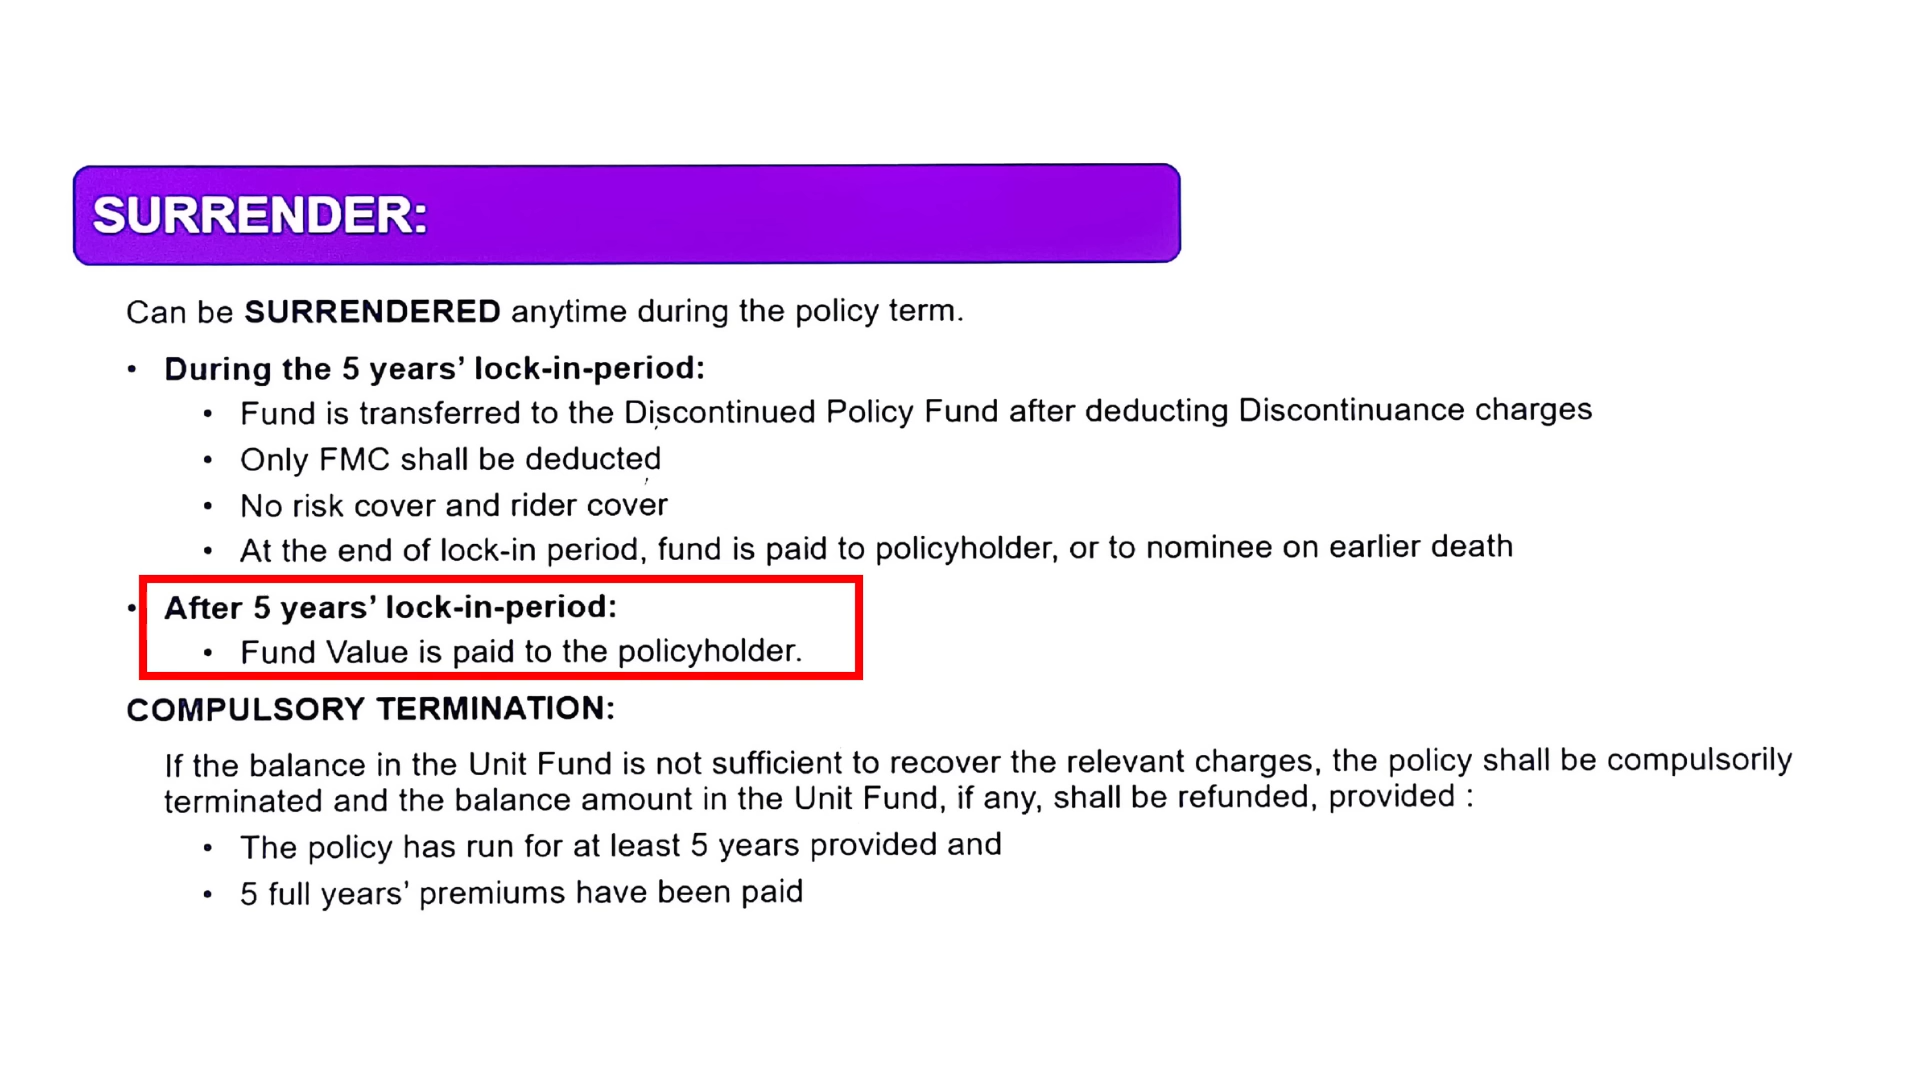 SURRENDER:
Can be SURRENDERED anytime during the policy term.
• During the 5 years’ lock-in-period:
• Fund is transferred to the Discontinued Policy Fund after deducting Discontinuance charges
• Only FMC shall be deducted
• No risk cover and rider cover
• At the end of lock-in period, fund is paid to policyholder, or to nominee on earlier death
• After 5 years’ lock-in-period:
• Fund Value is paid to the policyholder.
COMPULSORY TERMINATION:
If the balance in the Unit Fund is not sufficient to recover the relevant charges, the policy shall be compulsorily
terminated and the balance amount in the Unit Fund, if any, shall be refunded, provided :
• The policy has run for at least 5 years provided and
• 5 full years’ premiums have been paid